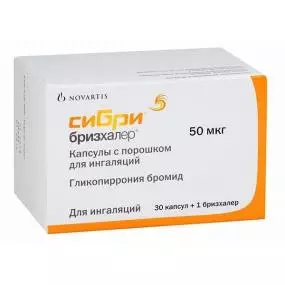 NOVARTIS
сибри
бризхалер®
50 мкг
Капсулы с порошком
для ингаляций
Гликопиррония бромид
Для ингаляций
30 капсул + 1 бризхалер